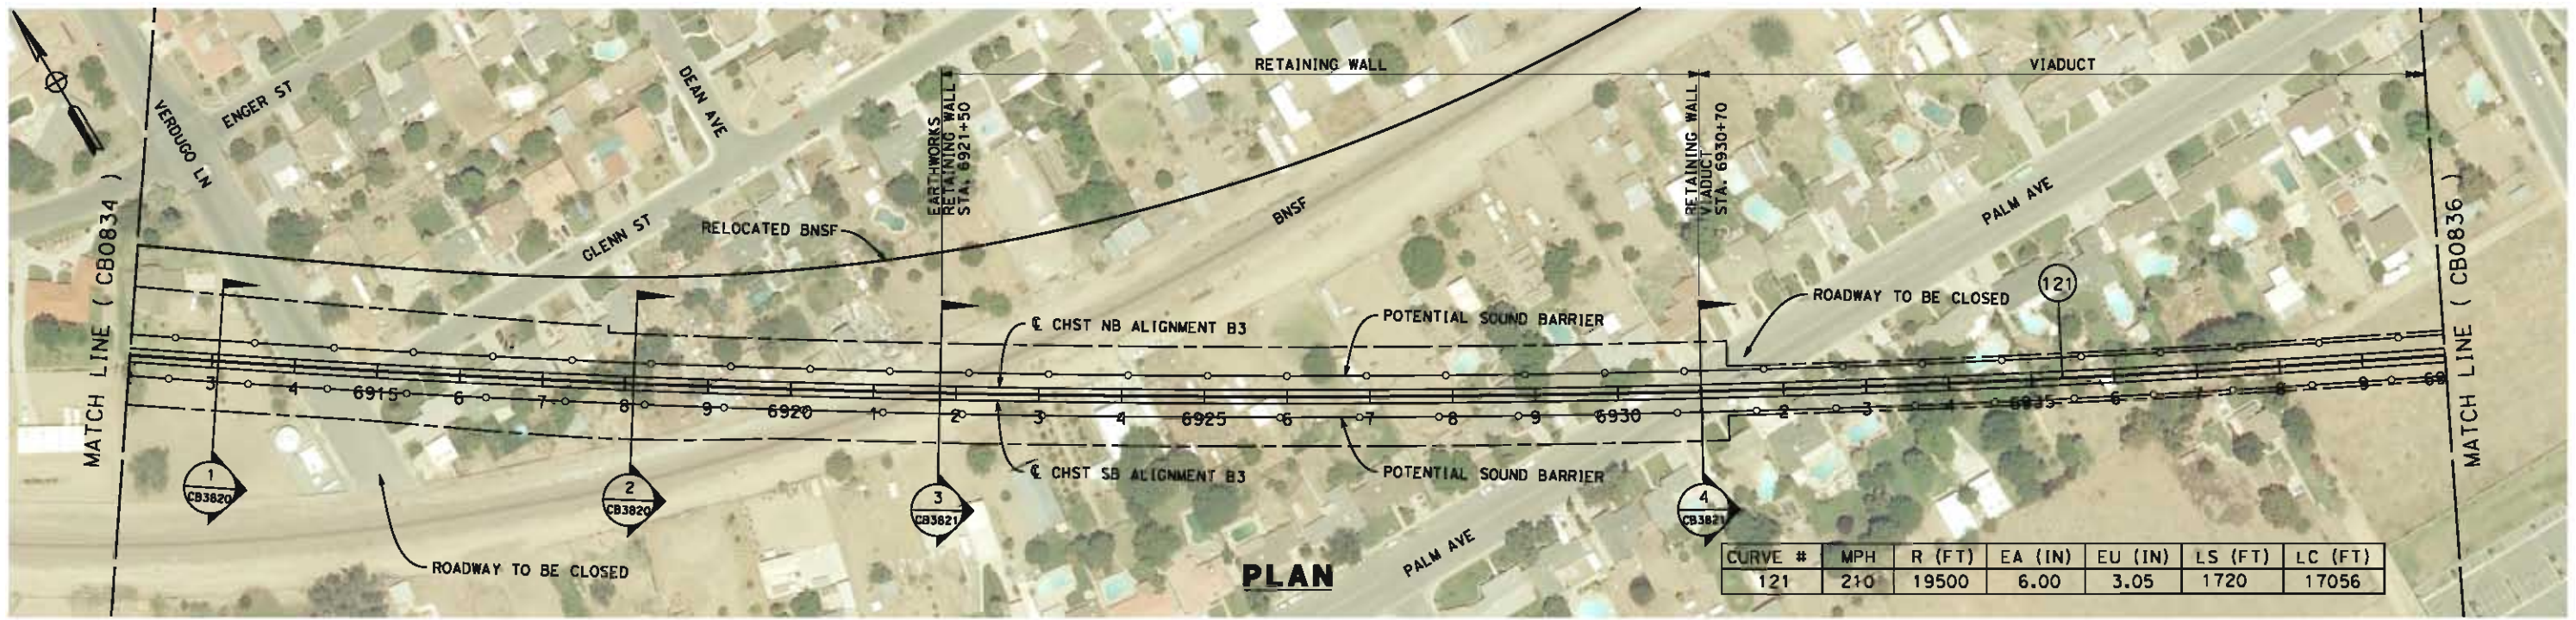 RETAINING WALL
VIADUCT
ENGER ST
VERDUGO LN
DEAN AVE
EARTHWORKS
RETAINING WALL
STA. 6921+50
RETAINING WALL
VIADUCT
STA. 6930+70
MATCH LINE ( CB0834 )
GLENN ST
RELOCATED BNSF
BNSF
PALM AVE
MATCH LINE ( CB0836 )
121
ROADWAY TO BE CLOSED
℄ CHST NB ALIGNMENT B3
POTENTIAL SOUND BARRIER
3 4 6915 6 7 8 9 6920 1 2 3 4 6925 6 7 8 9 6930 2 3 4 6935 6 7 8 9 69
℄ CHST SB ALIGNMENT B3
POTENTIAL SOUND BARRIER
1
CB3820
2
CB3820
3
CB3821
4
CB3821
ROADWAY TO BE CLOSED
PALM AVE
PLAN
CURVE # MPH R (FT) EA (IN) EU (IN) LS (FT) LC (FT)
121 210 19500 6.00 3.05 1720 17056